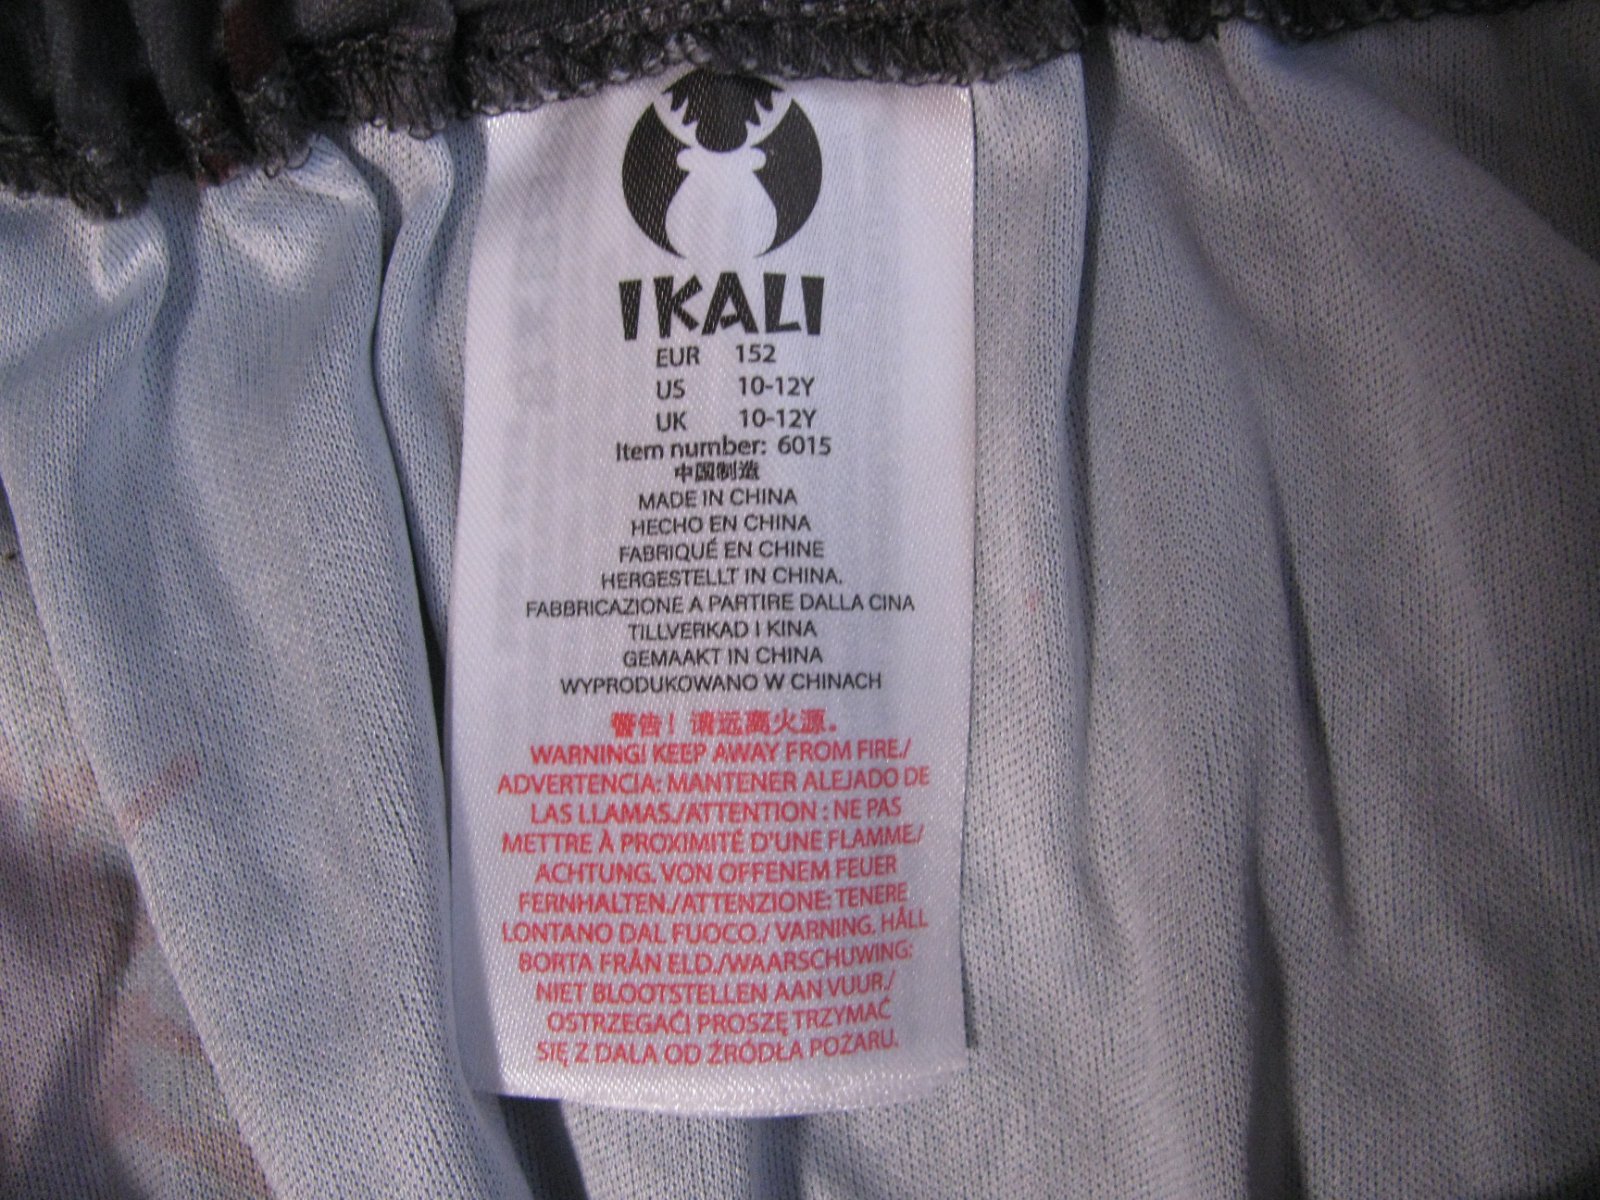 IKALI
EUR 152
US 10-12Y
UK 10-12Y
Item number: 6015
中国制造
MADE IN CHINA
HECHO EN CHINA
FABRIQUÉ EN CHINE
HERGESTELLT IN CHINA.
FABBRICAZIONE A PARTIRE DALLA CINA
TILLVERKAD I KINA
GEMAAKT IN CHINA
WYPRODUKOWANO W CHINACH
警告！请远离火源。
WARNING! KEEP AWAY FROM FIRE./
ADVERTENCIA: MANTENER ALEJADO DE
LAS LLAMAS./ATTENTION : NE PAS
METTRE À PROXIMITÉ D'UNE FLAMME./
ACHTUNG. VON OFFENEM FEUER
FERNHALTEN./ATTENZIONE: TENERE
LONTANO DAL FUOCO./ VARNING. HÅLL
BORTA FRÅN ELD./WAARSCHUWING:
NIET BLOOTSTELLEN AAN VUUR./
OSTRZEGAĆ! PROSZĘ TRZYMAĆ
SIĘ Z DALA OD ŹRÓDŁA POŻARU.